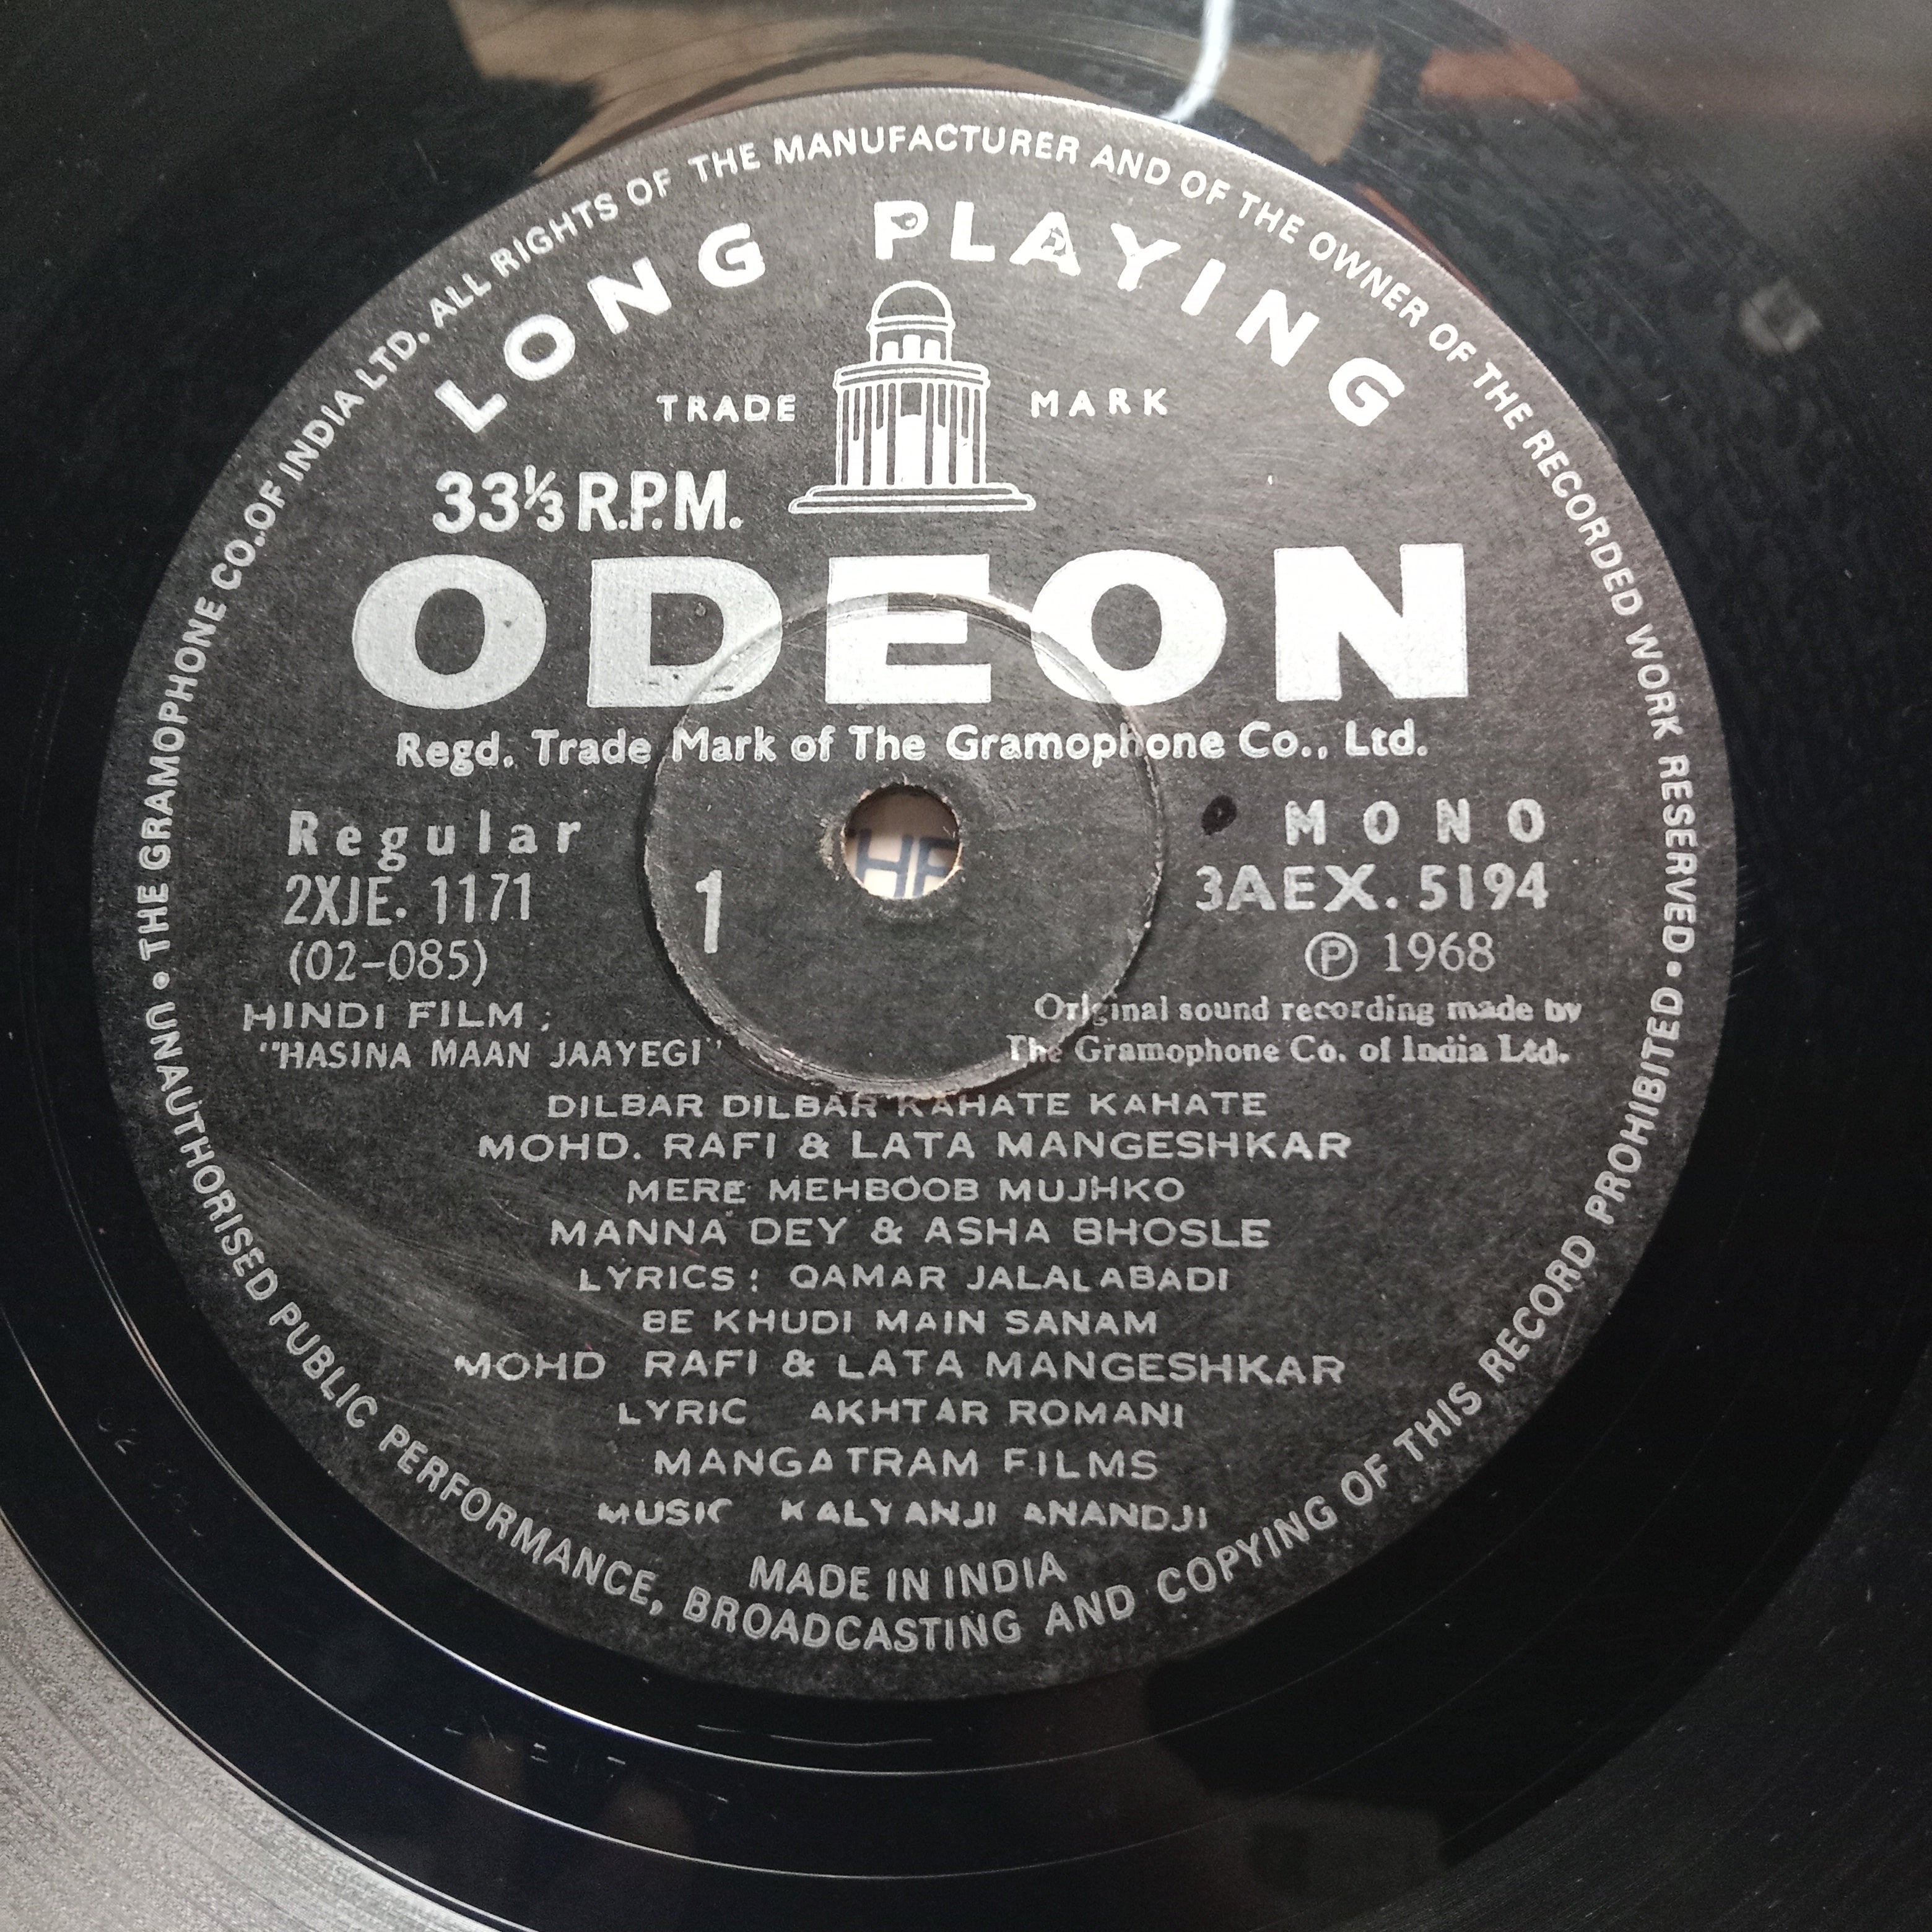 THE GRAMOPHONE CO. OF INDIA LTD. ALL RIGHTS OF THE MANUFACTURER AND OF THE OWNER OF THE RECORDED WORK RESERVED • UNAUTHORISED PUBLIC PERFORMANCE, BROADCASTING AND COPYING OF THIS RECORD PROHIBITED •
LONG PLAYING
TRADE MARK
33⅓ R.P.M.
ODEON
Regd. Trade Mark of The Gramophone Co., Ltd.
Regular
MONO
2XJE. 1171
1
3AEX. 5194
(02-085)
℗ 1968
HINDI FILM :
"HASINA MAAN JAAYEGI"
Original sound recording made by
The Gramophone Co. of India Ltd.
DILBAR DILBAR KAHATE KAHATE
MOHD. RAFI & LATA MANGESHKAR
MERE MEHBOOB MUJHKO
MANNA DEY & ASHA BHOSLE
LYRICS: QAMAR JALALABADI
BE KHUDI MAIN SANAM
MOHD RAFI & LATA MANGESHKAR
LYRIC AKHTAR ROMANI
MANGATRAM FILMS
MUSIC KALYANJI ANANDJI
MADE IN INDIA